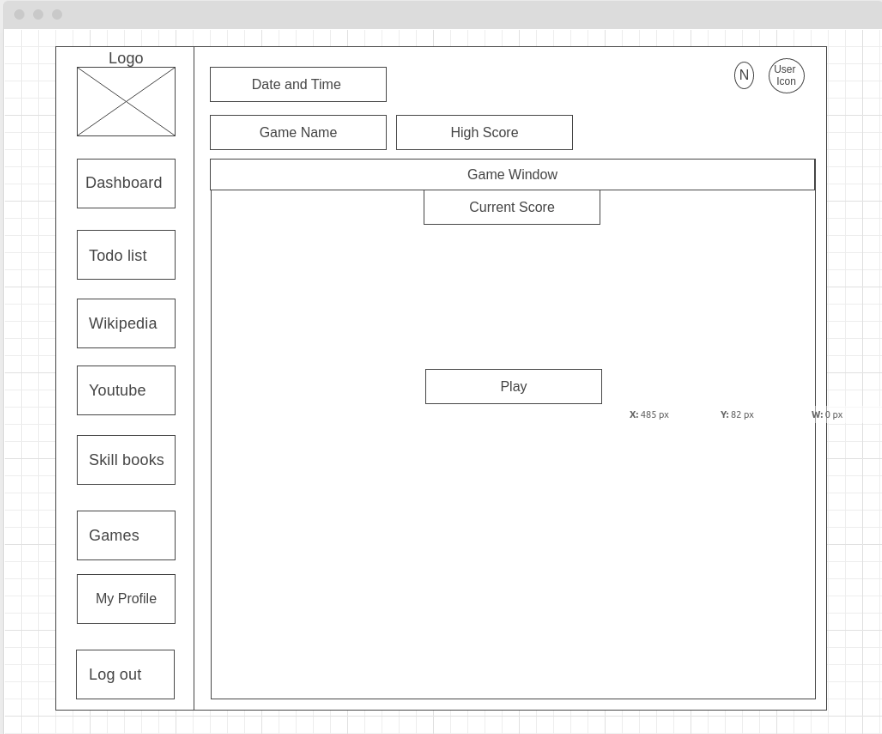 Logo
Date and Time
N
User
Icon
Game Name
High Score
Dashboard
Game Window
Current Score
Todo list
Wikipedia
Youtube
Play
X: 485 px
Y: 82 px
W: 0 px
Skill books
Games
My Profile
Log out